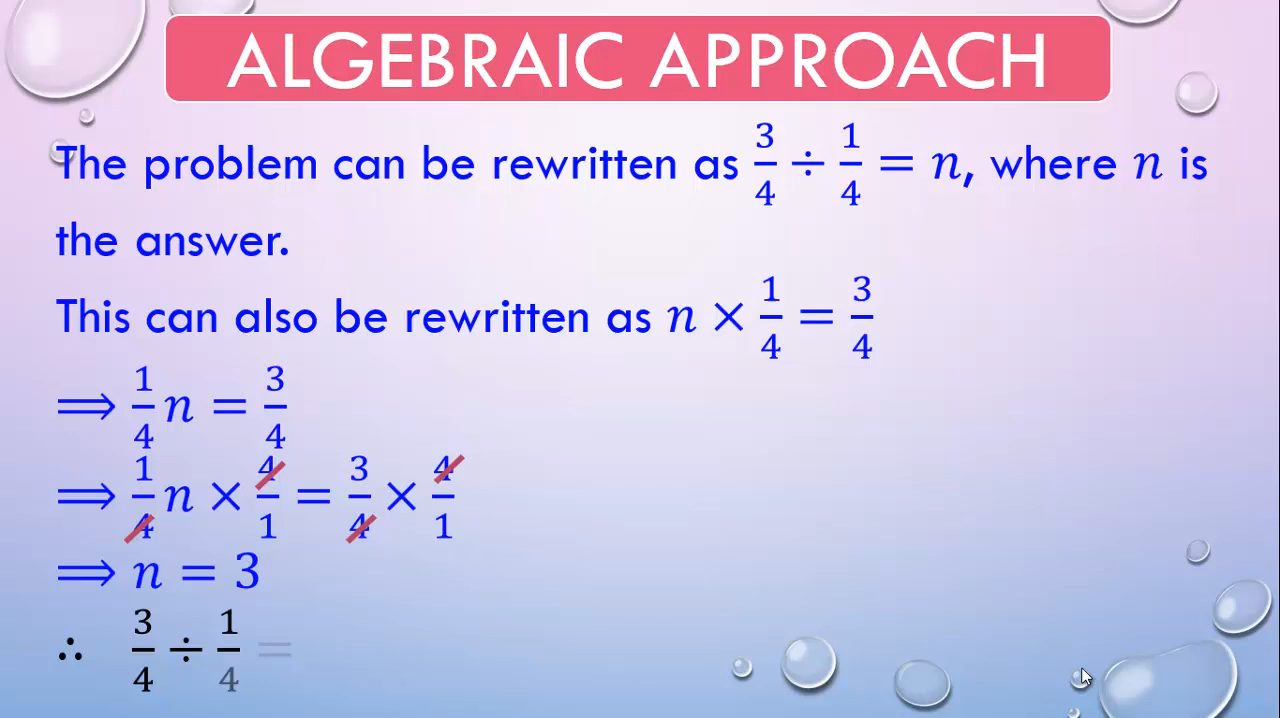 ALGEBRAIC APPROACH
The problem can be rewritten as 3/4 ÷ 1/4 = n, where n is
the answer.
This can also be rewritten as n × 1/4 = 3/4
⟹ 1/4 n = 3/4
⟹ 1/4 n × 4/1 = 3/4 × 4/1
⟹ n = 3
∴ 3/4 ÷ 1/4 =